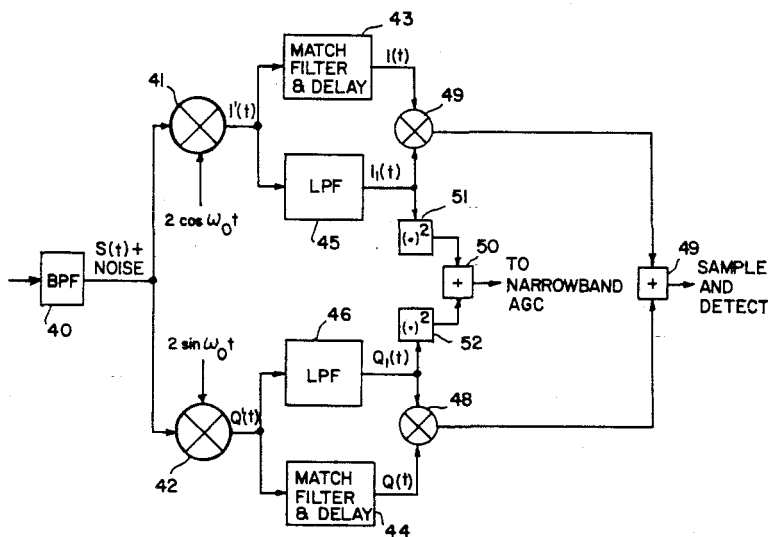 43
MATCH
FILTER
& DELAY
I(t)
41
I'(t)
49
LPF
I₁(t)
45
2 cos ω₀t
51
(•)²
50
S(t)+
NOISE
BPF
40
+
TO
NARROWBAND
AGC
49
+
SAMPLE
AND
DETECT
46
(•)²
52
2 sin ω₀t
LPF
Q₁(t)
48
Q'(t)
42
MATCH
FILTER
& DELAY
Q(t)
44